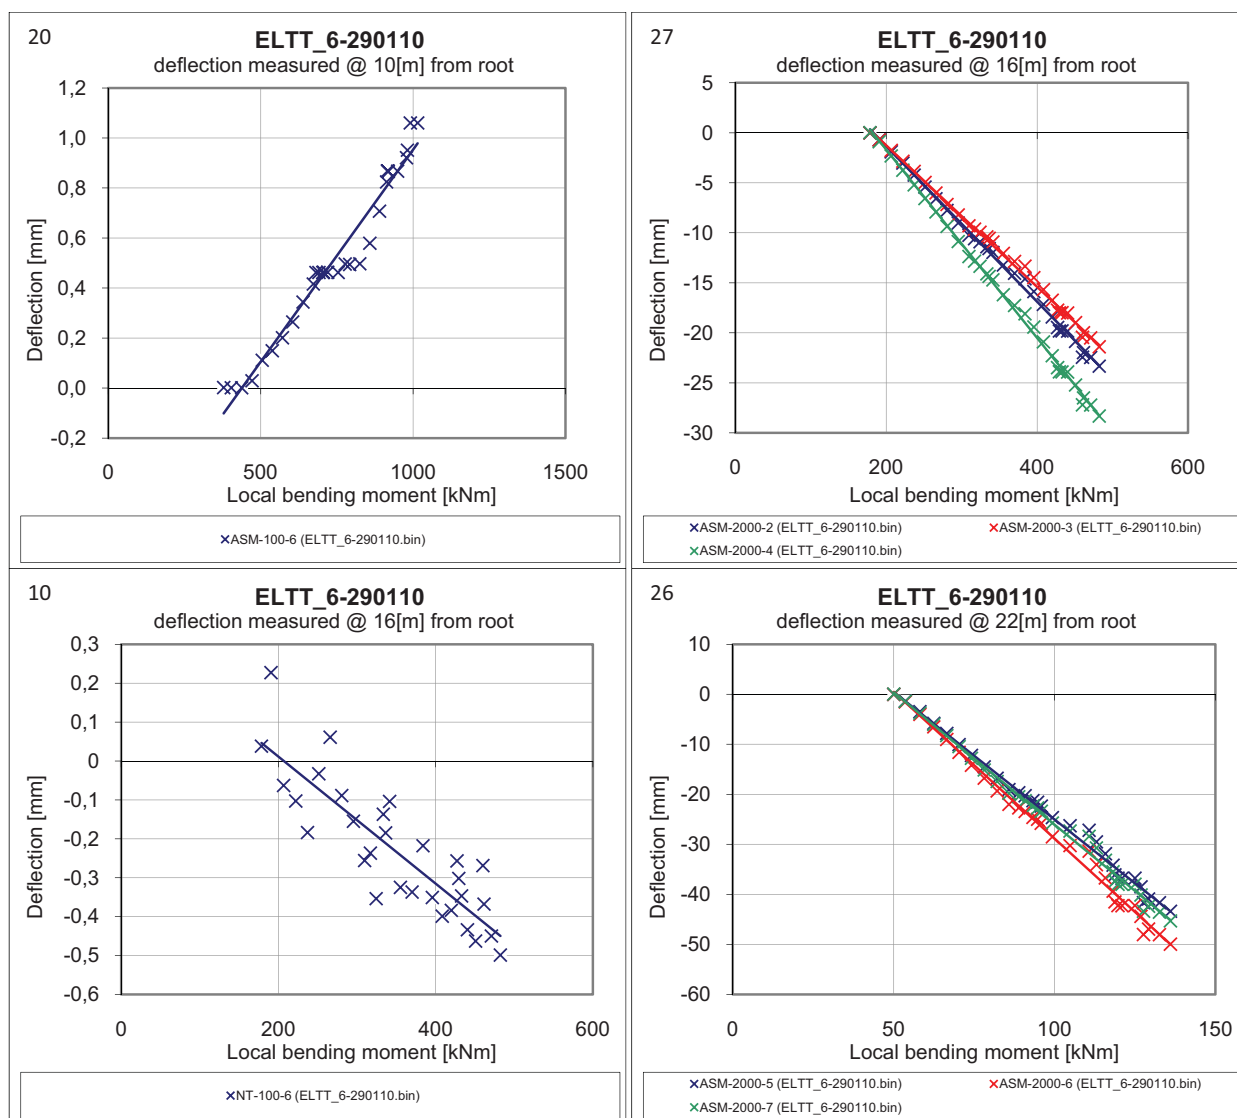 20
ELTT_6-290110
deflection measured @ 10[m] from root
Deflection [mm]
1,2
1,0
0,8
0,6
0,4
0,2
0,0
-0,2
0 500 1000 1500
Local bending moment [kNm]
ASM-100-6 (ELTT_6-290110.bin)
27
ELTT_6-290110
deflection measured @ 16[m] from root
Deflection [mm]
5
0
-5
-10
-15
-20
-25
-30
0 200 400 600
Local bending moment [kNm]
ASM-2000-2 (ELTT_6-290110.bin) ASM-2000-3 (ELTT_6-290110.bin)
ASM-2000-4 (ELTT_6-290110.bin)
10
ELTT_6-290110
deflection measured @ 16[m] from root
Deflection [mm]
0,3
0,2
0,1
0
-0,1
-0,2
-0,3
-0,4
-0,5
-0,6
0 200 400 600
Local bending moment [kNm]
NT-100-6 (ELTT_6-290110.bin)
26
ELTT_6-290110
deflection measured @ 22[m] from root
Deflection [mm]
10
0
-10
-20
-30
-40
-50
-60
0 50 100 150
Local bending moment [kNm]
ASM-2000-5 (ELTT_6-290110.bin) ASM-2000-6 (ELTT_6-290110.bin)
ASM-2000-7 (ELTT_6-290110.bin)